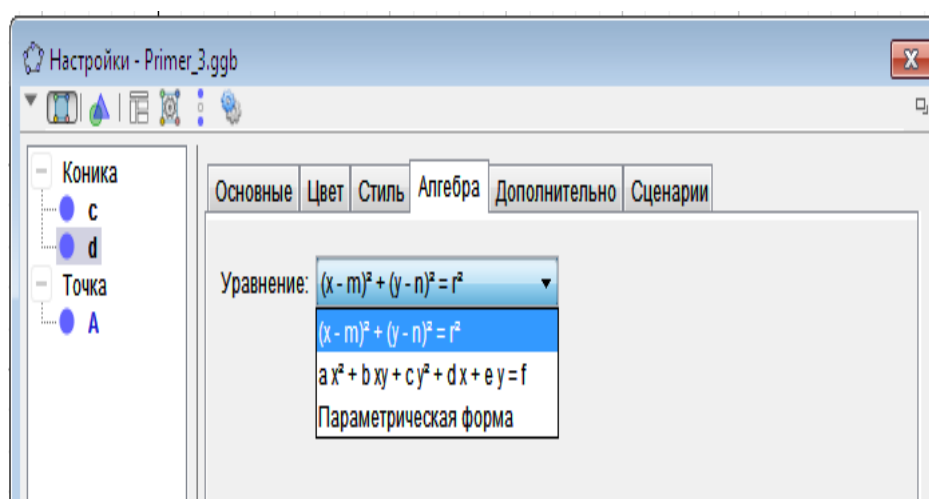 Настройки - Primer_3.ggb
Коника
c
d
Точка
A
Основные Цвет Стиль Алгебра Дополнительно Сценарии
Уравнение: (x - m)² + (y - n)² = r²
(x - m)² + (y - n)² = r²
a x² + b xy + c y² + d x + e y = f
Параметрическая форма